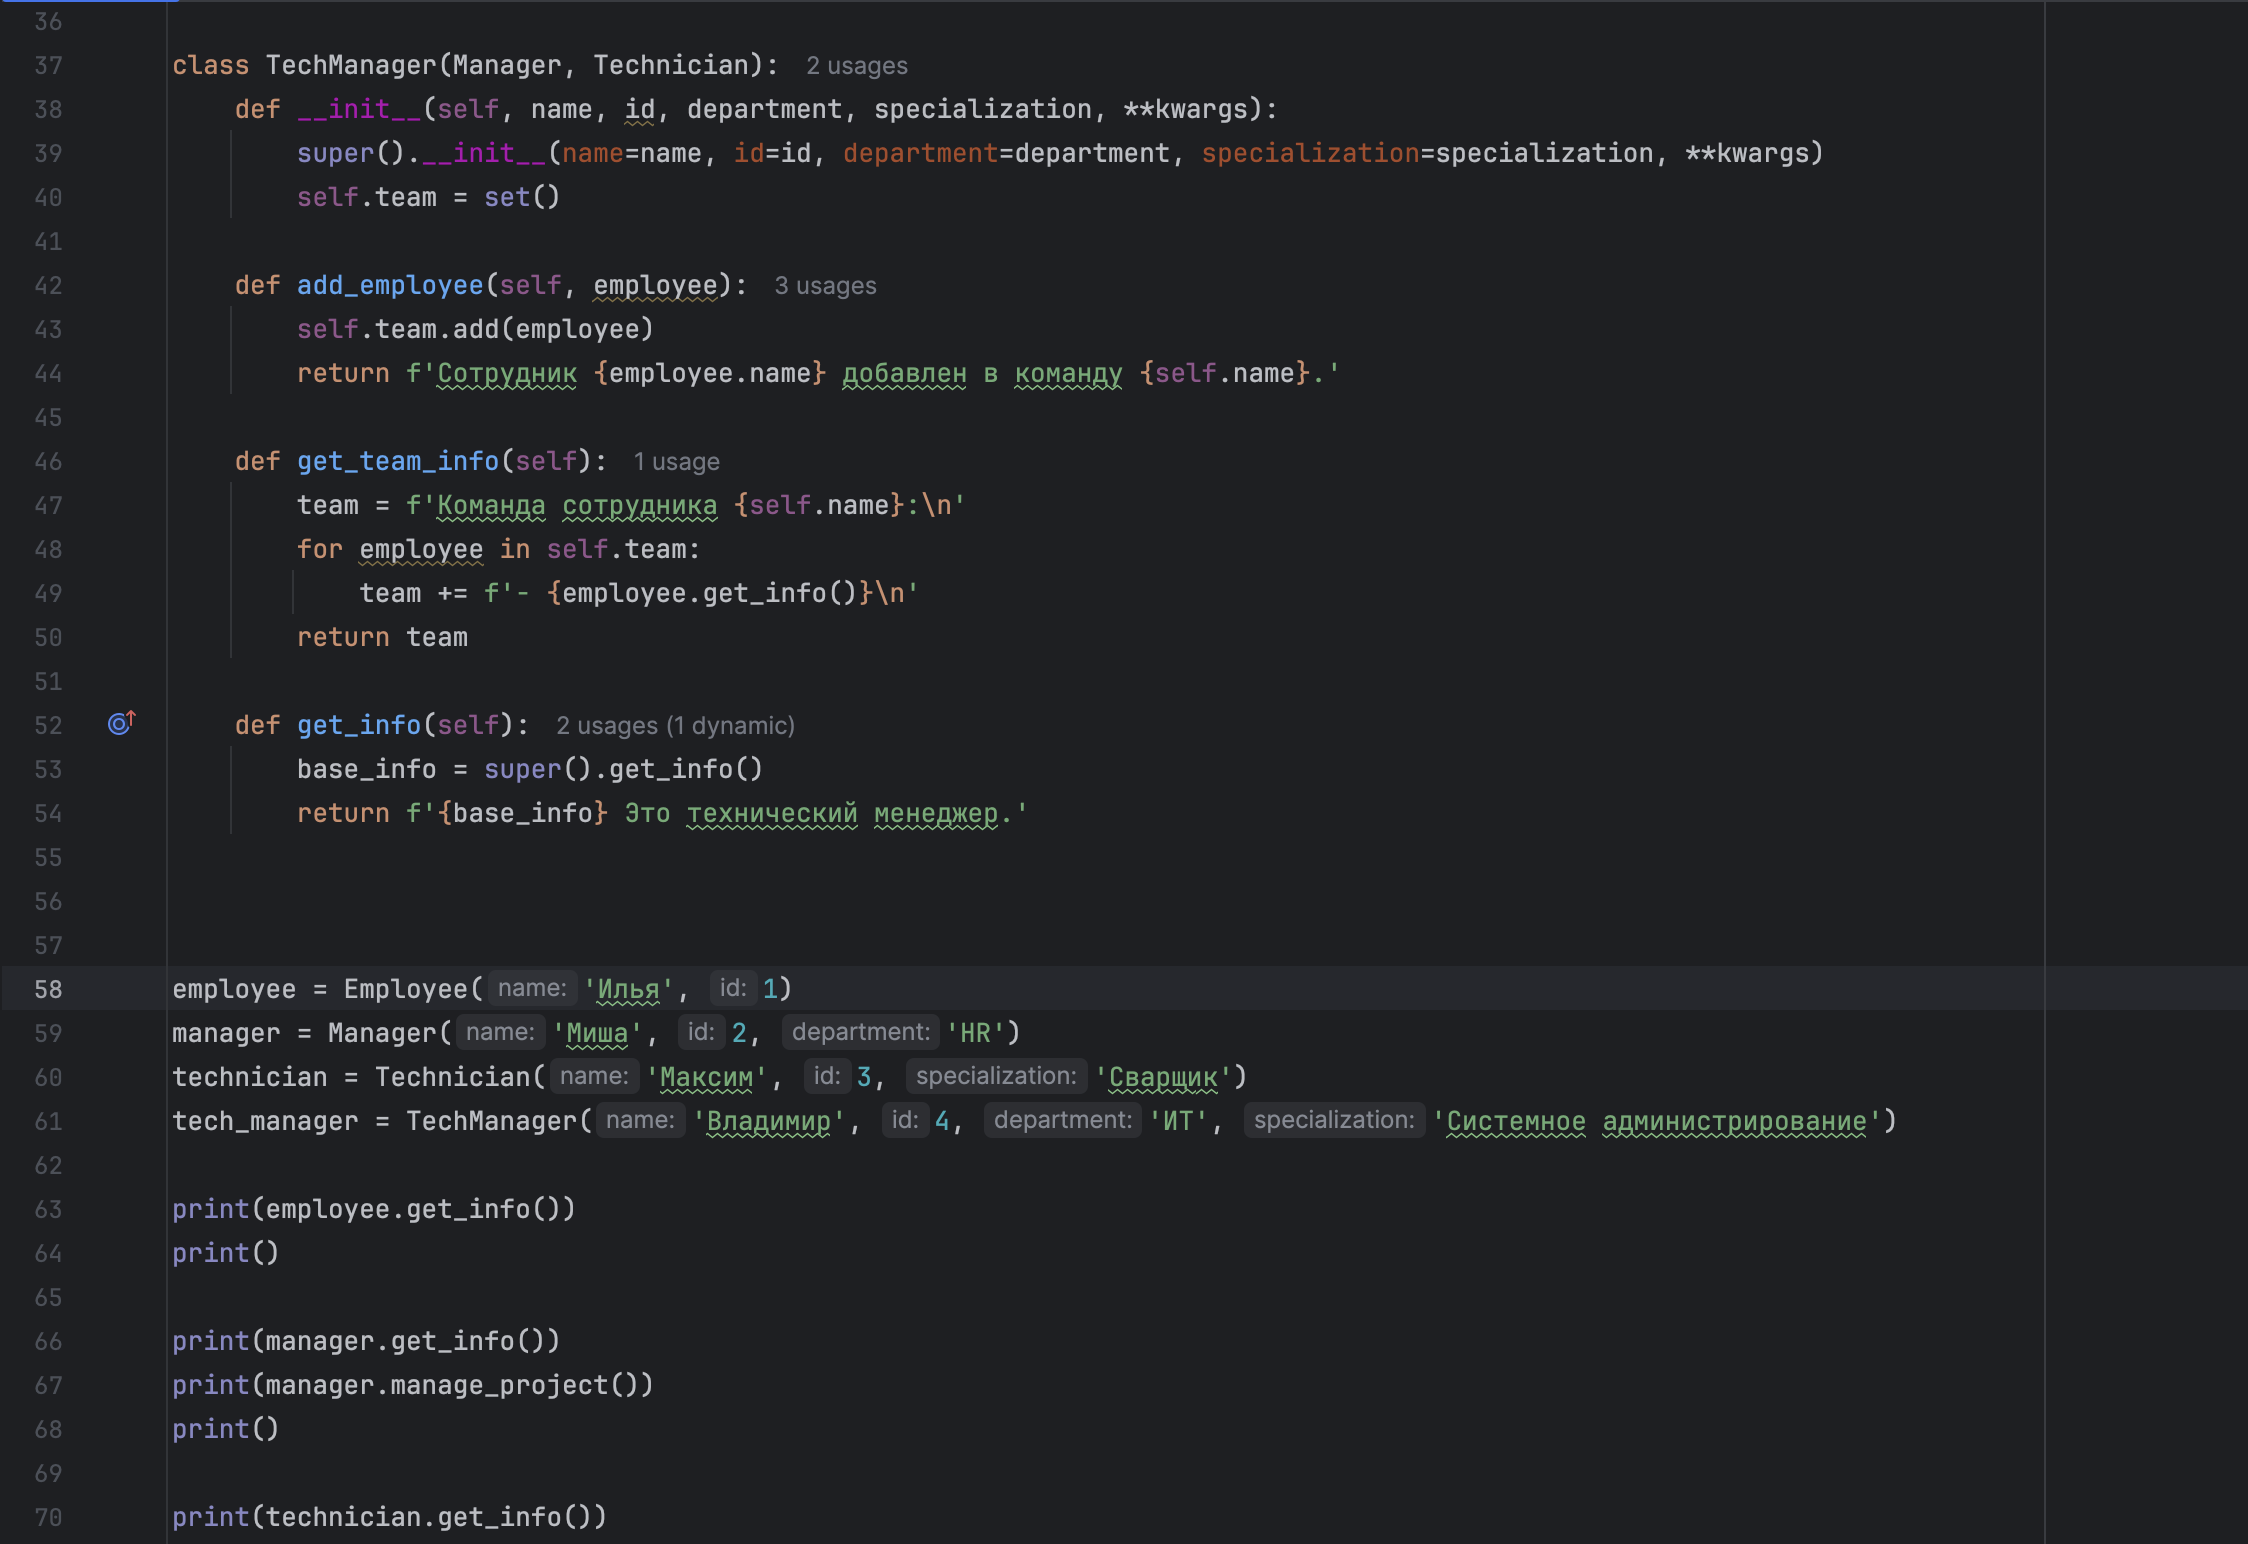 36
37 class TechManager(Manager, Technician): 2 usages
38     def __init__(self, name, id, department, specialization, **kwargs):
39         super().__init__(name=name, id=id, department=department, specialization=specialization, **kwargs)
40         self.team = set()
41
42     def add_employee(self, employee): 3 usages
43         self.team.add(employee)
44         return f'Сотрудник {employee.name} добавлен в команду {self.name}.'
45
46     def get_team_info(self): 1 usage
47         team = f'Команда сотрудника {self.name}:\n'
48         for employee in self.team:
49             team += f'- {employee.get_info()}\n'
50         return team
51
52     def get_info(self): 2 usages (1 dynamic)
53         base_info = super().get_info()
54         return f'{base_info} Это технический менеджер.'
55
56
57
58 employee = Employee( name: 'Илья', id: 1)
59 manager = Manager( name: 'Миша', id: 2, department: 'HR')
60 technician = Technician( name: 'Максим', id: 3, specialization: 'Сварщик')
61 tech_manager = TechManager( name: 'Владимир', id: 4, department: 'ИТ', specialization: 'Системное администрирование')
62
63 print(employee.get_info())
64 print()
65
66 print(manager.get_info())
67 print(manager.manage_project())
68 print()
69
70 print(technician.get_info())